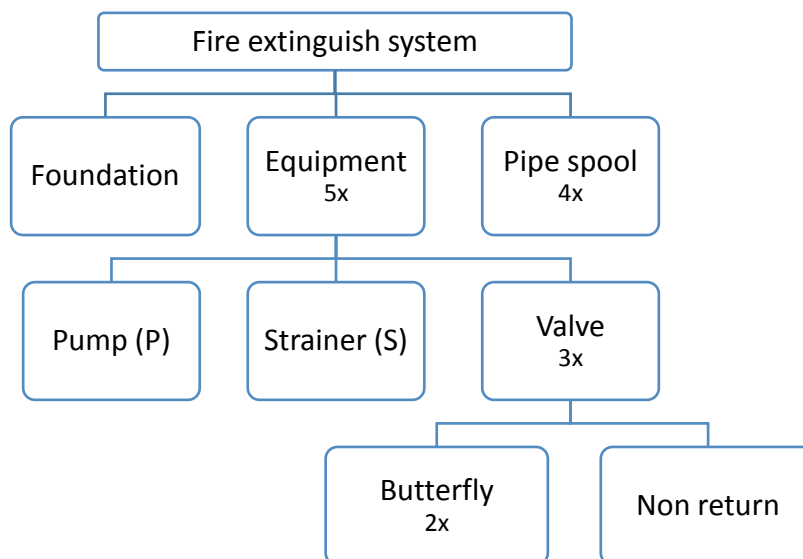 Fire extinguish system
Foundation
Equipment
5x
Pipe spool
4x
Pump (P)
Strainer (S)
Valve
3x
Butterfly
2x
Non return